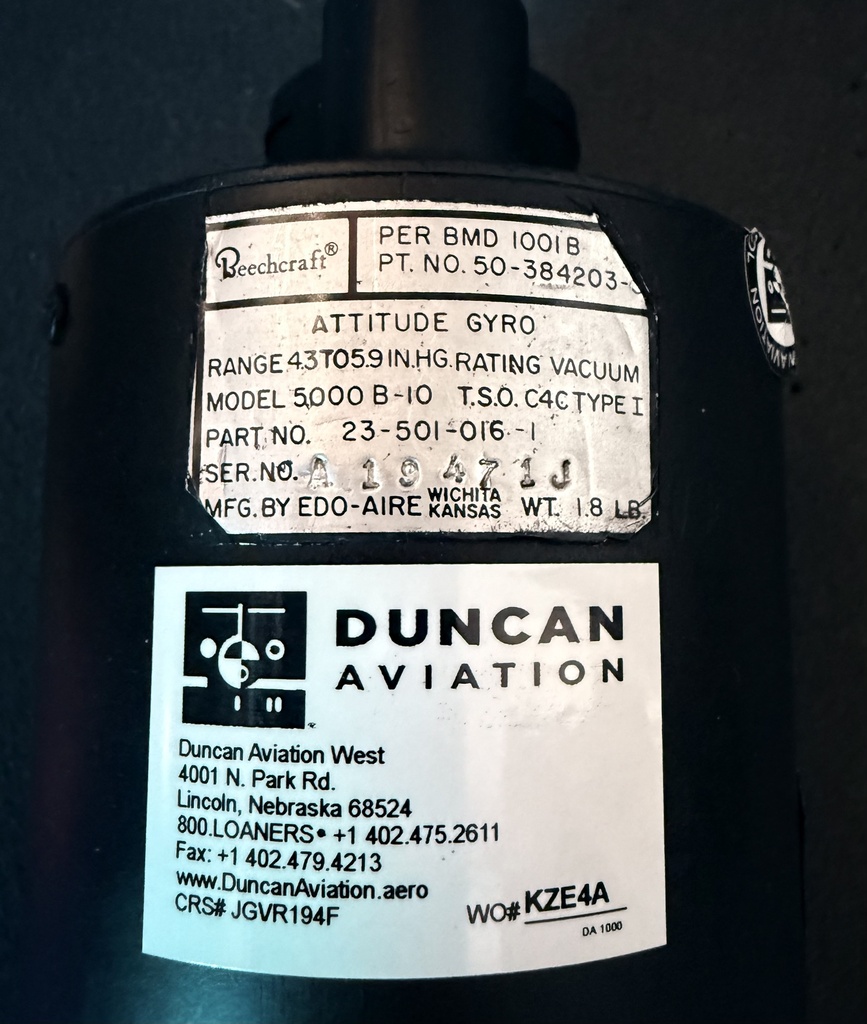 Beechcraft®
PER BMD 1001B
PT. NO. 50-384203-
ATTITUDE GYRO
RANGE 4.3 TO 5.9 IN. HG. RATING VACUUM
MODEL 5000 B-10 T.S.O. C4C TYPE I
PART NO. 23-501-016-1
SER. NO. A 19471J
MFG. BY EDO-AIRE WICHITA KANSAS WT. 1.8 LB.
AVIATION
DUNCAN
AVIATION
Duncan Aviation West
4001 N. Park Rd.
Lincoln, Nebraska 68524
800.LOANERS • +1 402.475.2611
Fax: +1 402.479.4213
www.DuncanAviation.aero
CRS# JGVR194F
WO# KZE4A
DA 1000